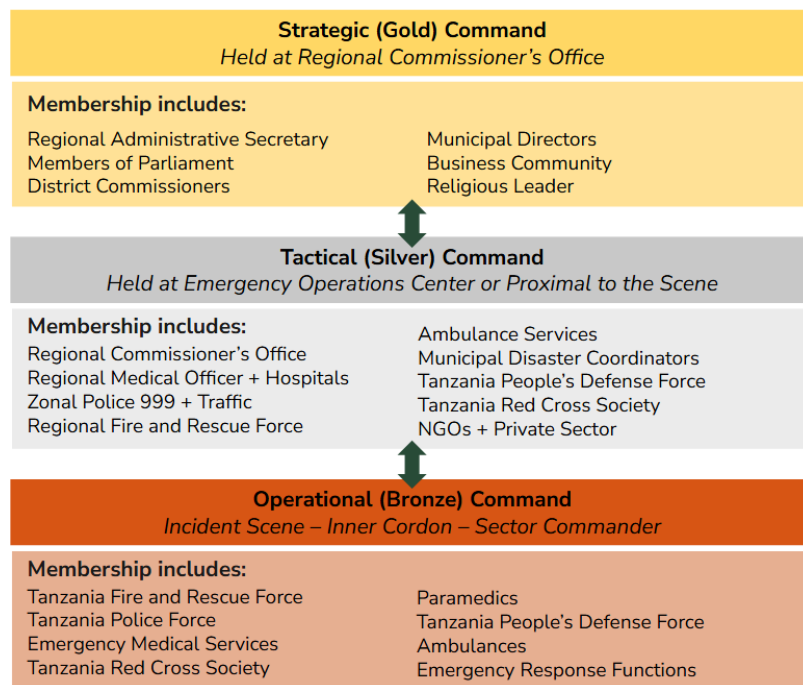 Strategic (Gold) Command
Held at Regional Commissioner's Office
Membership includes:
Regional Administrative Secretary
Members of Parliament
District Commissioners
Municipal Directors
Business Community
Religious Leader
Tactical (Silver) Command
Held at Emergency Operations Center or Proximal to the Scene
Membership includes:
Regional Commissioner's Office
Regional Medical Officer + Hospitals
Zonal Police 999 + Traffic
Regional Fire and Rescue Force
Ambulance Services
Municipal Disaster Coordinators
Tanzania People's Defense Force
Tanzania Red Cross Society
NGOs + Private Sector
Operational (Bronze) Command
Incident Scene – Inner Cordon – Sector Commander
Membership includes:
Tanzania Fire and Rescue Force
Tanzania Police Force
Emergency Medical Services
Tanzania Red Cross Society
Paramedics
Tanzania People's Defense Force
Ambulances
Emergency Response Functions